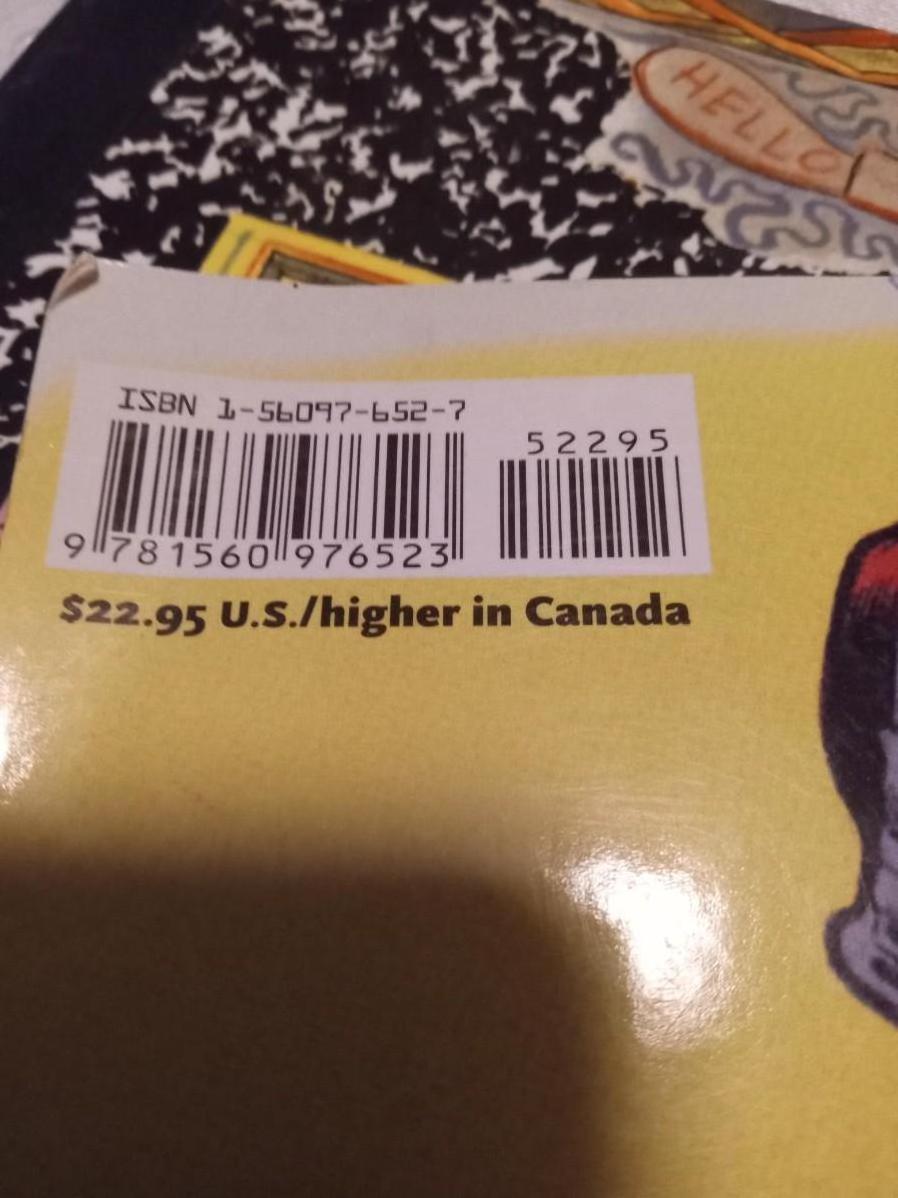 HELLO
ISBN 1-56097-652-7
52295
9 781560 976523
$22.95 U.S./higher in Canada